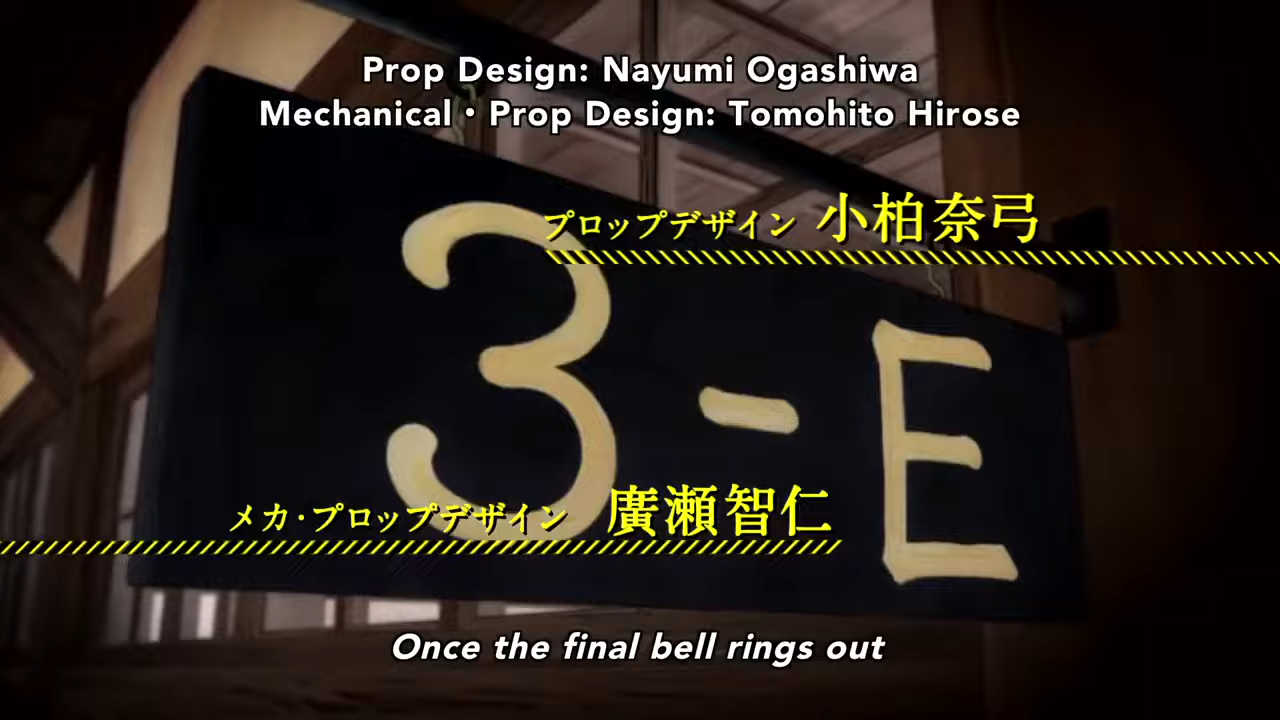 Prop Design: Nayumi Ogashiwa
Mechanical • Prop Design: Tomohito Hirose
プロップデザイン 小柏奈弓
3-E
メカ・プロップデザイン 廣瀬智仁
Once the final bell rings out